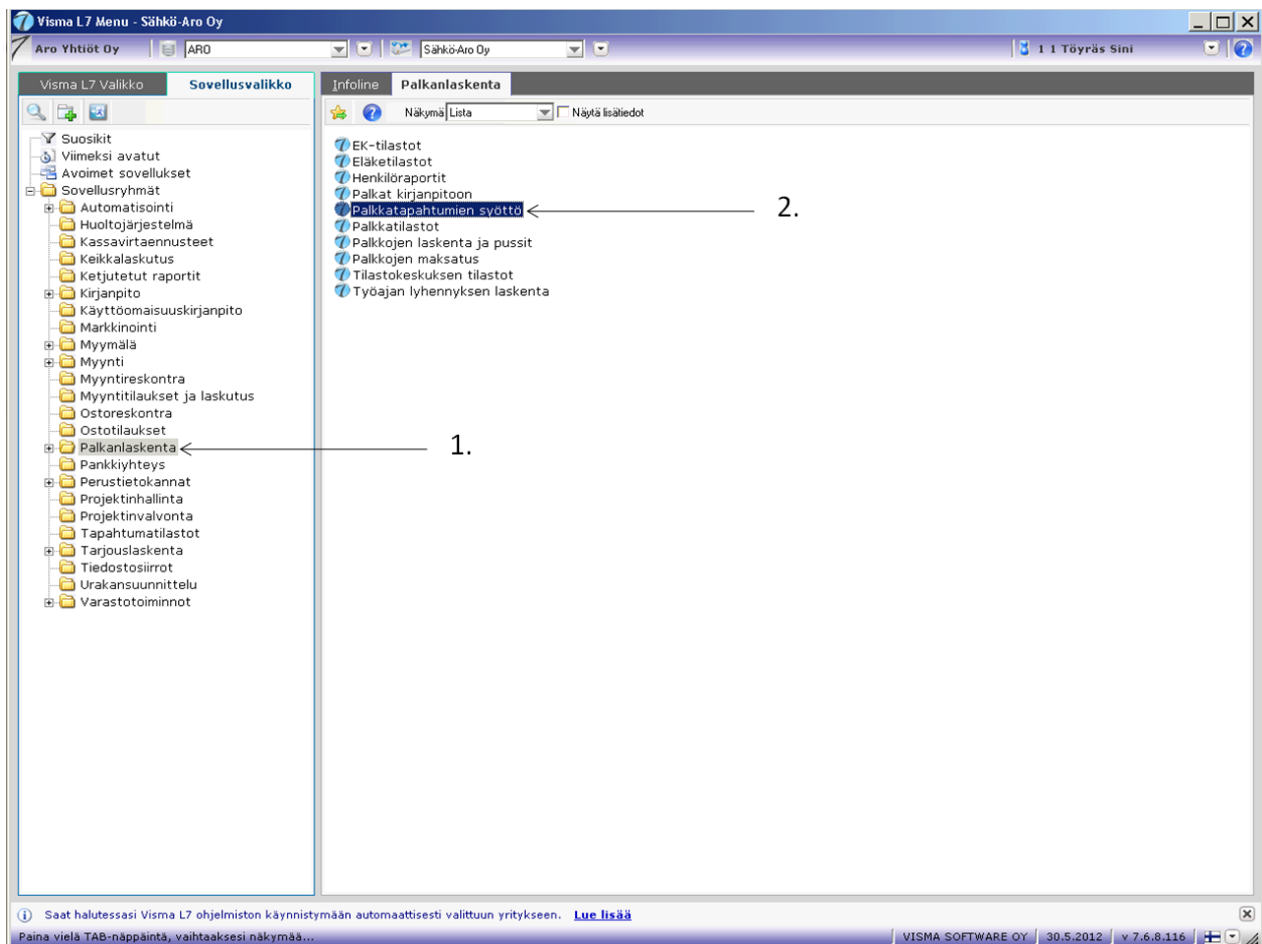 Visma L7 Menu - Sähkö-Aro Oy
Aro Yhtiöt Oy ARO Sähkö-Aro Oy 1 1 Töyräs Sini
Visma L7 Valikko Sovellusvalikko
Infoline Palkanlaskenta
Näkymä Lista Näytä lisätiedot
Suosikit
Viimeksi avatut
Avoimet sovellukset
Sovellusryhmät
Automatisointi
Huoltojärjestelmä
Kassavirtaennusteet
Keikkalaskutus
Ketjutetut raportit
Kirjanpito
Käyttöomaisuuskirjanpito
Markkinointi
Myymälä
Myynti
Myyntireskontra
Myyntitilaukset ja laskutus
Ostoreskontra
Ostotilaukset
Palkanlaskenta
Pankkiyhteys
Perustietokannat
Projektinhallinta
Projektinvalvonta
Tapahtumatilastot
Tarjouslaskenta
Tiedostosiirrot
Urakansuunnittelu
Varastotoiminnot
1.
EK-tilastot
Eläketilastot
Henkilöraportit
Palkat kirjanpitoon
Palkkatapahtumien syöttö
Palkkatilastot
Palkkojen laskenta ja pussit
Palkkojen maksatus
Tilastokeskuksen tilastot
Työajan lyhennyksen laskenta
2.
Saat halutessasi Visma L7 ohjelmiston käynnistymään automaattisesti valittuun yritykseen. Lue lisää
Paina vielä TAB-näppäintä, vaihtaaksesi näkymää... VISMA SOFTWARE OY 30.5.2012 v 7.6.8.116